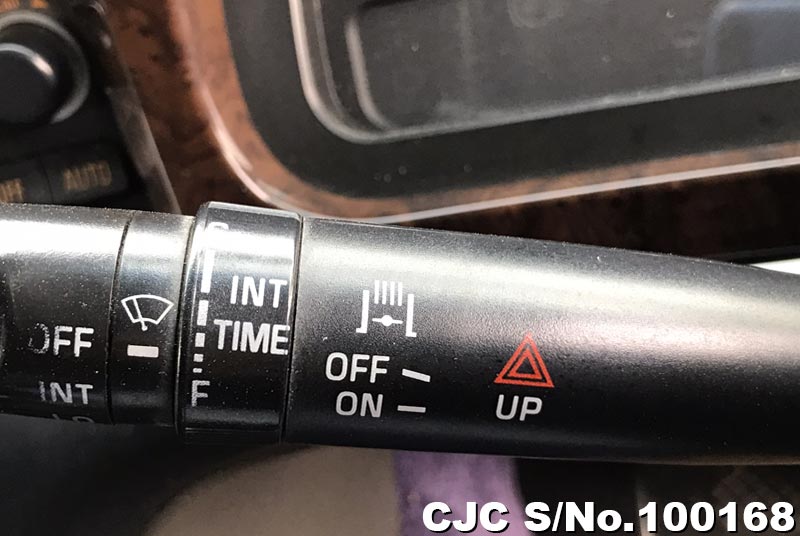 AUTO
OFF
INT
INT
TIME
F
OFF
ON
UP
CJC S/No.100168